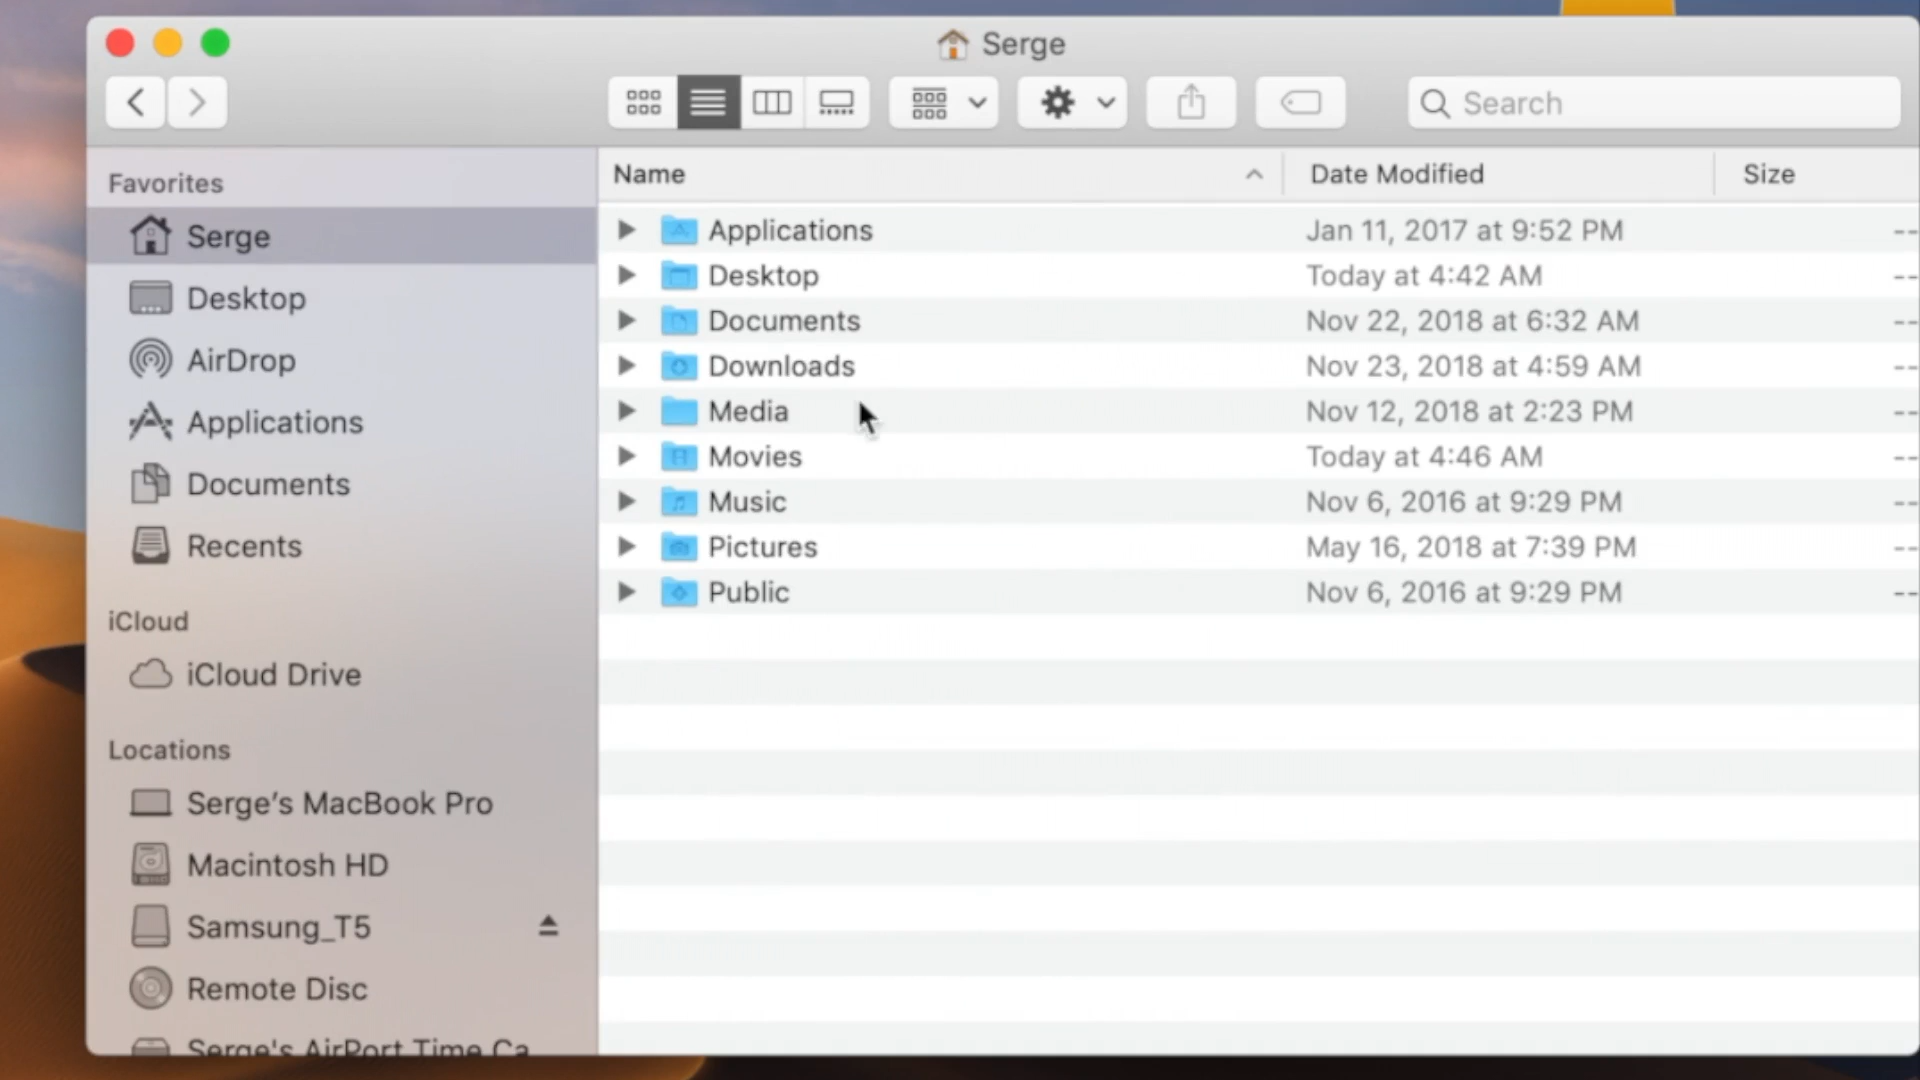 Serge
Search
Favorites
Serge
Desktop
AirDrop
Applications
Documents
Recents
iCloud
iCloud Drive
Locations
Serge’s MacBook Pro
Macintosh HD
Samsung_T5
Remote Disc
Serge's AirPort Time Ca
Name Date Modified Size
Applications Jan 11, 2017 at 9:52 PM --
Desktop Today at 4:42 AM --
Documents Nov 22, 2018 at 6:32 AM --
Downloads Nov 23, 2018 at 4:59 AM --
Media Nov 12, 2018 at 2:23 PM --
Movies Today at 4:46 AM --
Music Nov 6, 2016 at 9:29 PM --
Pictures May 16, 2018 at 7:39 PM --
Public Nov 6, 2016 at 9:29 PM --